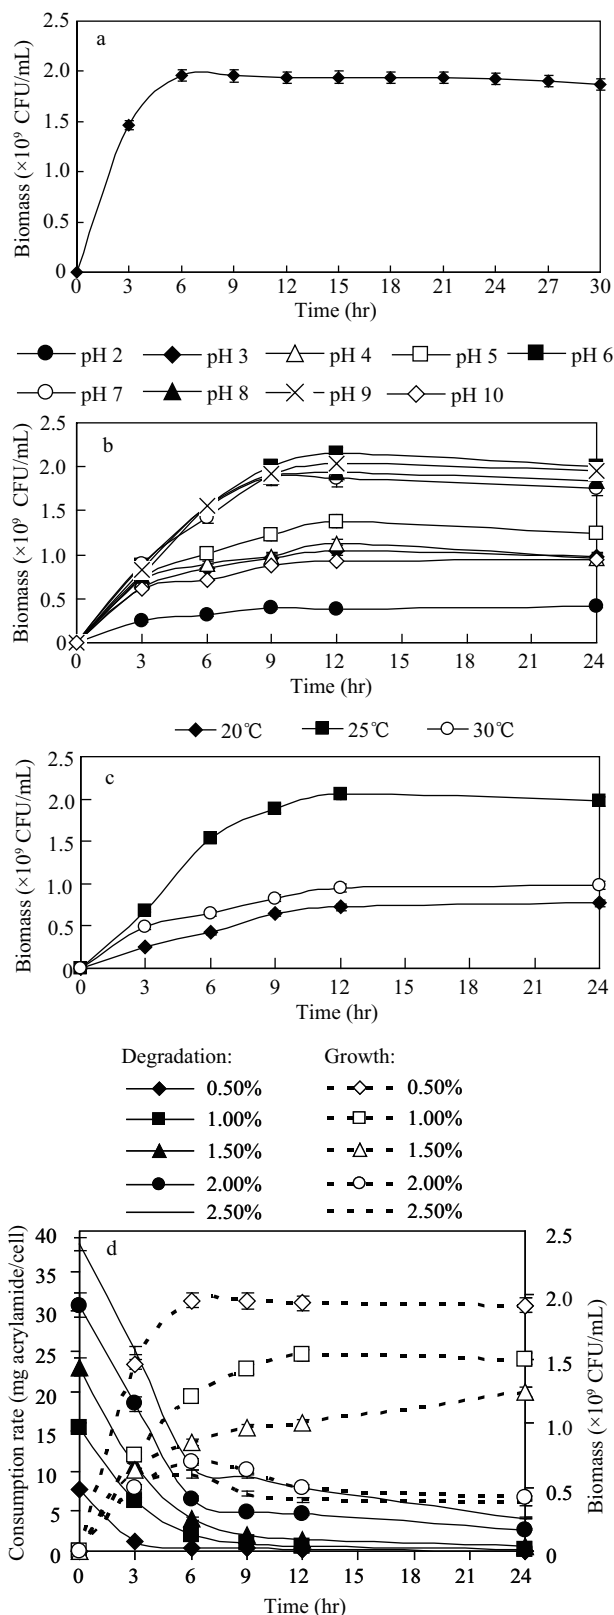 a
2.5
2.0
1.5
1.0
0.5
0
Biomass (×10⁹ CFU/mL)
0 3 6 9 12 15 18 21 24 27 30
Time (hr)
pH 2 pH 3 pH 4 pH 5 pH 6
pH 7 pH 8 pH 9 pH 10
b
2.5
2.0
1.5
1.0
0.5
0
Biomass (×10⁹ CFU/mL)
0 3 6 9 12 15 18 21 24
Time (hr)
20℃ 25℃ 30℃
c
2.5
2.0
1.5
1.0
0.5
0
Biomass (×10⁹ CFU/mL)
0 3 6 9 12 15 18 21 24
Time (hr)
Degradation: Growth:
0.50% 0.50%
1.00% 1.00%
1.50% 1.50%
2.00% 2.00%
2.50% 2.50%
d
40
35
30
25
20
15
10
5
0
Consumption rate (mg acrylamide/cell)
2.5
2.0
1.5
1.0
0.5
0
Biomass (×10⁹ CFU/mL)
0 3 6 9 12 15 18 21 24
Time (hr)